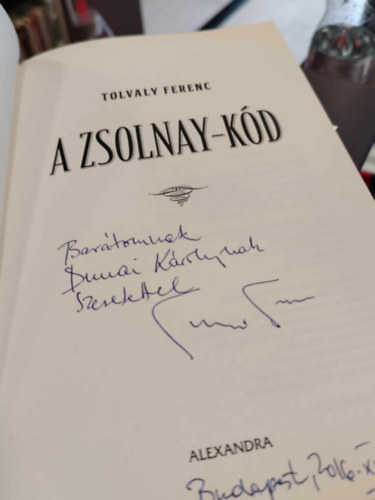 TOLVALY FERENC
A ZSOLNAY–KÓD
Barátomnak
Dunai Károlynak
Szeretettel
ALEXANDRA
Budapest, 2016. X